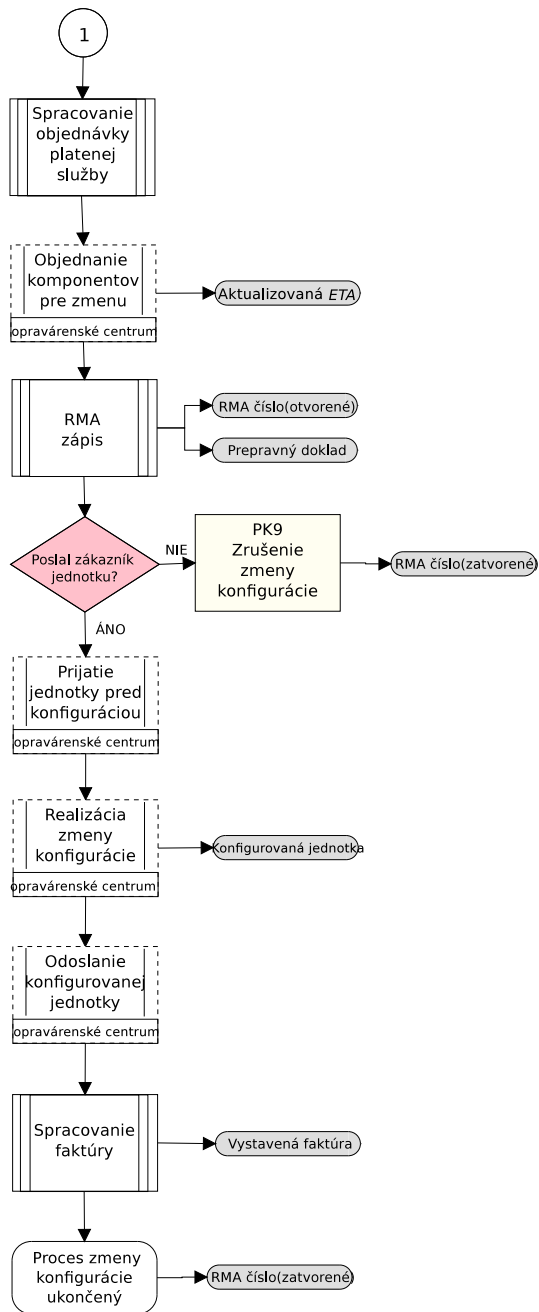 1
Spracovanie
objednávky
platenej
služby
Objednanie
komponentov
pre zmenu
opravárenské centrum
Aktualizovaná ETA
RMA
zápis
RMA číslo(otvorené)
Prepravný doklad
Poslal zákazník
jednotku?
NIE
PK9
Zrušenie
zmeny
konfigurácie
RMA číslo(zatvorené)
ÁNO
Prijatie
jednotky pred
konfiguráciou
opravárenské centrum
Realizácia
zmeny
konfigurácie
opravárenské centrum
Konfigurovaná jednotka
Odoslanie
konfigurovanej
jednotky
opravárenské centrum
Spracovanie
faktúry
Vystavená faktúra
Proces zmeny
konfigurácie
ukončený
RMA číslo(zatvorené)